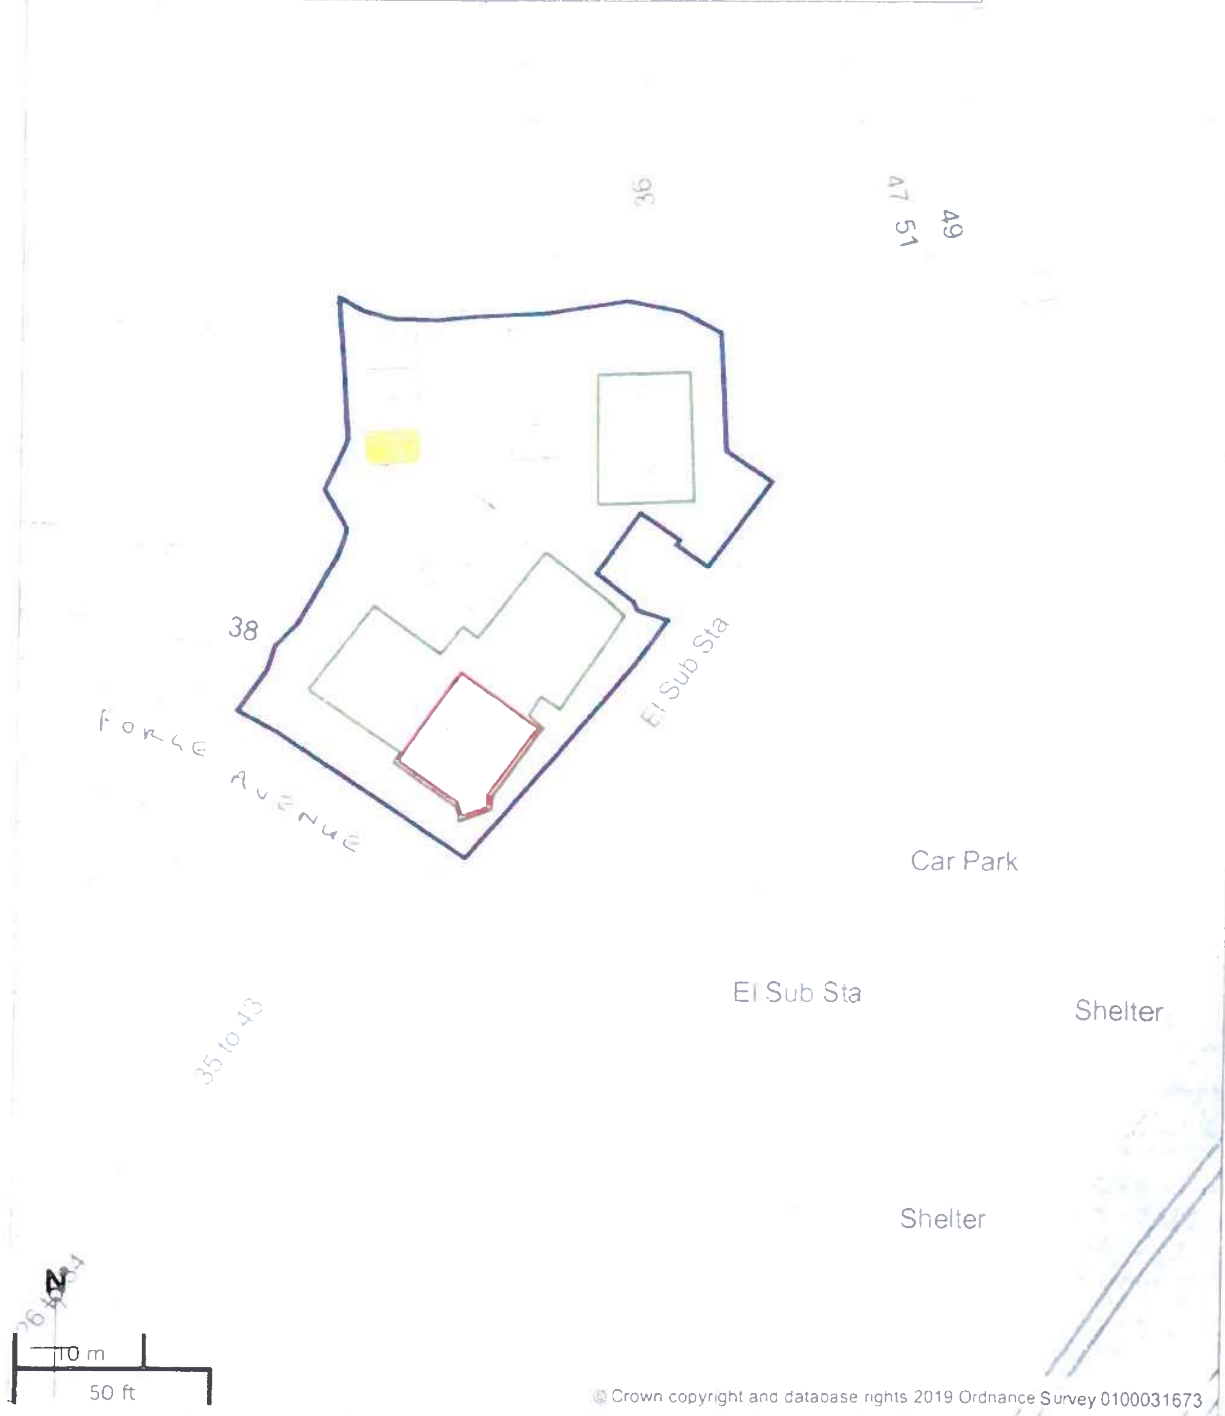 36
47
51
49
38
FORGE AVENUE
El Sub Sta
Car Park
El Sub Sta
Shelter
35 to 43
Shelter
N
10 m
50 ft
© Crown copyright and database rights 2019 Ordnance Survey 0100031673